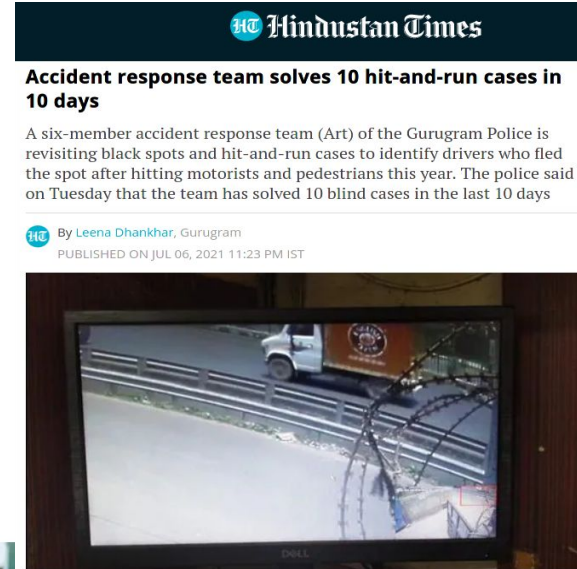 HT Hindustan Times
Accident response team solves 10 hit-and-run cases in
10 days
A six-member accident response team (Art) of the Gurugram Police is
revisiting black spots and hit-and-run cases to identify drivers who fled
the spot after hitting motorists and pedestrians this year. The police said
on Tuesday that the team has solved 10 blind cases in the last 10 days
HT By Leena Dhankhar, Gurugram
PUBLISHED ON JUL 06, 2021 11:23 PM IST
DELL